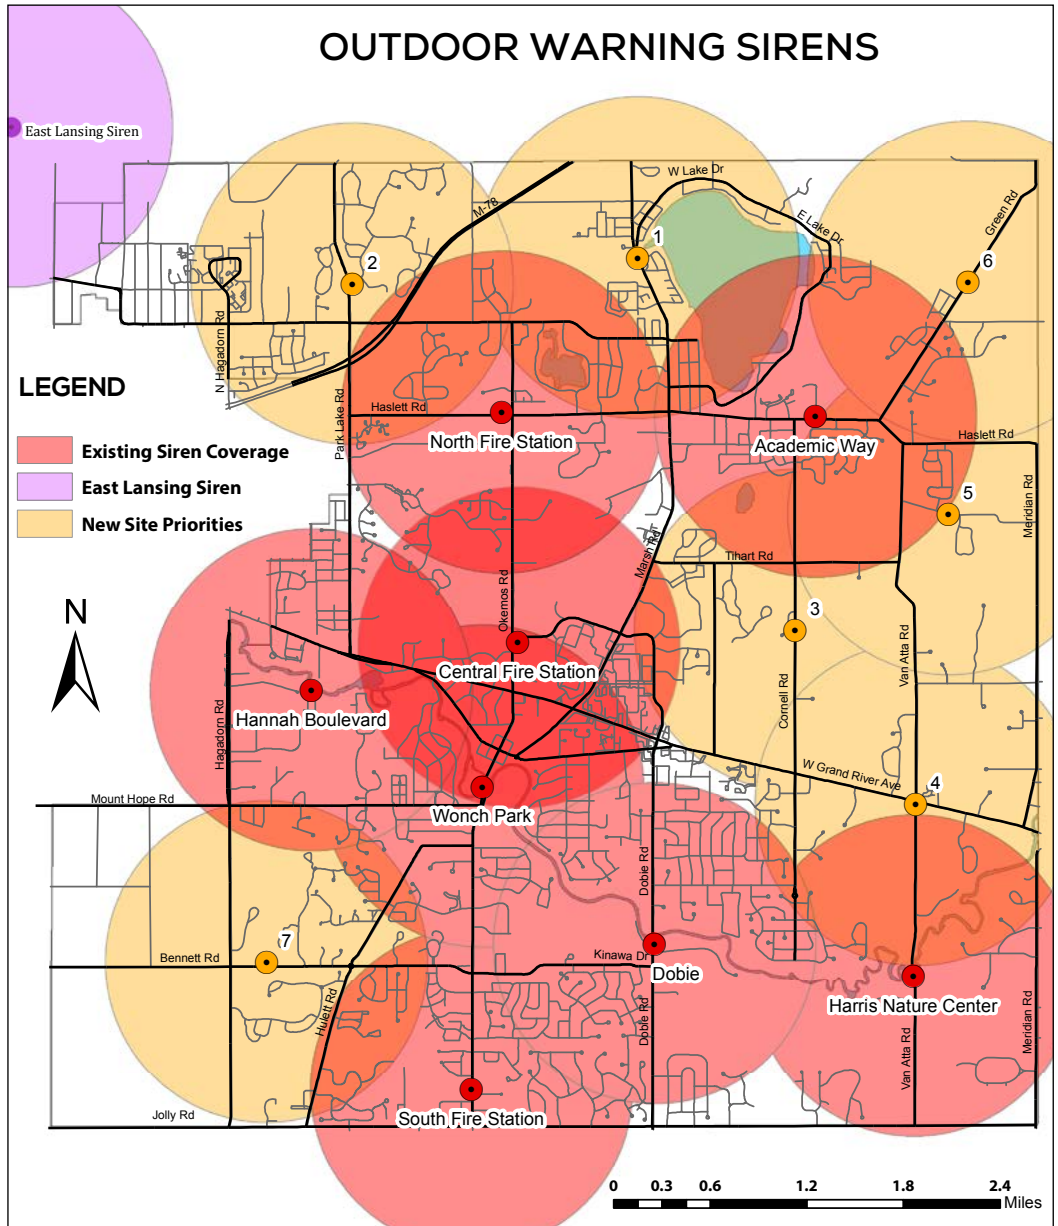 OUTDOOR WARNING SIRENS
East Lansing Siren
W Lake Dr
M-78
E Lake Dr
Green Rd
1
2
6
N Hagadorn Rd
LEGEND
Existing Siren Coverage
East Lansing Siren
New Site Priorities
Park Lake Rd
Haslett Rd
North Fire Station
Academic Way
Haslett Rd
Meridian Rd
5
Marsh Rd
Tihart Rd
N
Okemos Rd
3
Van Atta Rd
Central Fire Station
Hannah Boulevard
Hagadorn Rd
Cornell Rd
W Grand River Ave
4
Mount Hope Rd
Wonch Park
Dobie Rd
7
Bennett Rd
Kinawa Dr
Dobie
Harris Nature Center
Hulett Rd
Dobie Rd
Van Atta Rd
Meridian Rd
Jolly Rd
South Fire Station
0 0.3 0.6 1.2 1.8 2.4
Miles